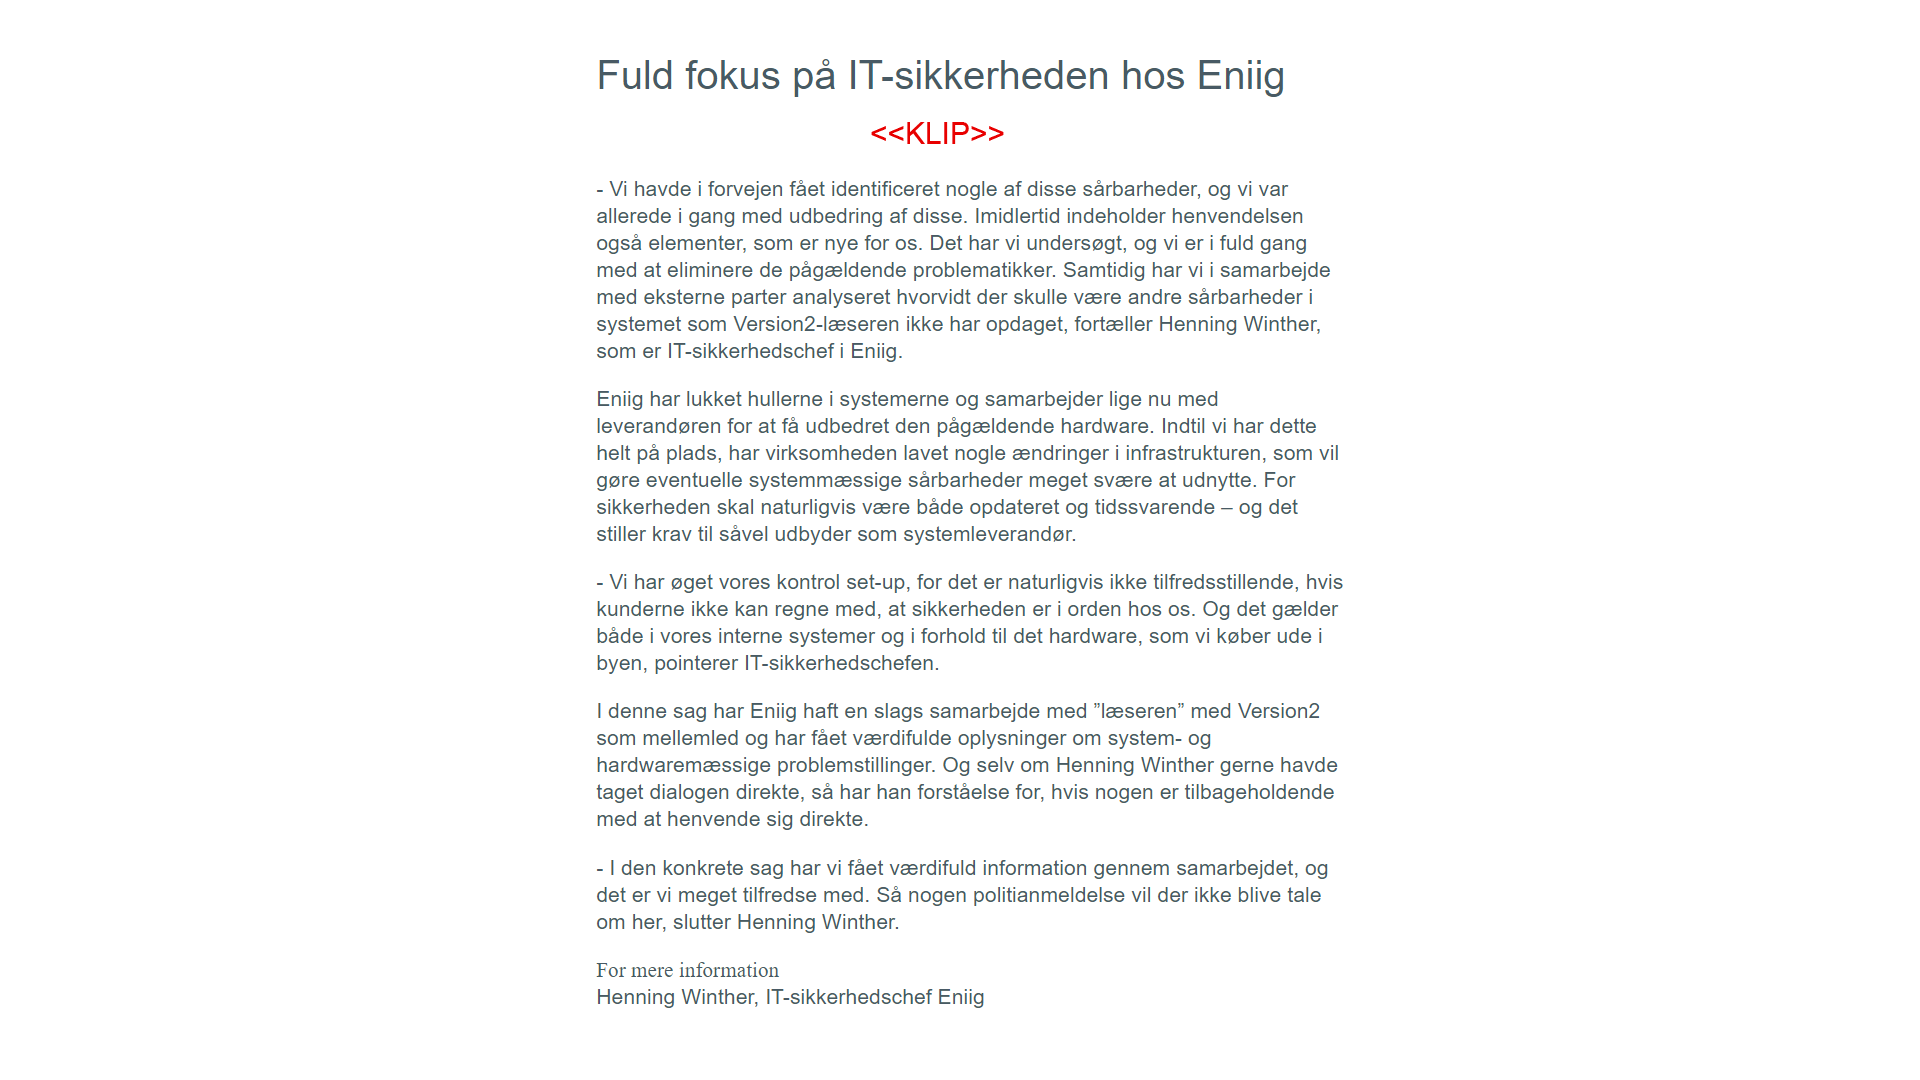 Fuld fokus på IT-sikkerheden hos Eniig
<<KLIP>>
- Vi havde i forvejen fået identificeret nogle af disse sårbarheder, og vi var
allerede i gang med udbedring af disse. Imidlertid indeholder henvendelsen
også elementer, som er nye for os. Det har vi undersøgt, og vi er i fuld gang
med at eliminere de pågældende problematikker. Samtidig har vi i samarbejde
med eksterne parter analyseret hvorvidt der skulle være andre sårbarheder i
systemet som Version2-læseren ikke har opdaget, fortæller Henning Winther,
som er IT-sikkerhedschef i Eniig.
Eniig har lukket hullerne i systemerne og samarbejder lige nu med
leverandøren for at få udbedret den pågældende hardware. Indtil vi har dette
helt på plads, har virksomheden lavet nogle ændringer i infrastrukturen, som vil
gøre eventuelle systemmæssige sårbarheder meget svære at udnytte. For
sikkerheden skal naturligvis være både opdateret og tidssvarende – og det
stiller krav til såvel udbyder som systemleverandør.
- Vi har øget vores kontrol set-up, for det er naturligvis ikke tilfredsstillende, hvis
kunderne ikke kan regne med, at sikkerheden er i orden hos os. Og det gælder
både i vores interne systemer og i forhold til det hardware, som vi køber ude i
byen, pointerer IT-sikkerhedschefen.
I denne sag har Eniig haft en slags samarbejde med ”læseren” med Version2
som mellemled og har fået værdifulde oplysninger om system- og
hardwaremæssige problemstillinger. Og selv om Henning Winther gerne havde
taget dialogen direkte, så har han forståelse for, hvis nogen er tilbageholdende
med at henvende sig direkte.
- I den konkrete sag har vi fået værdifuld information gennem samarbejdet, og
det er vi meget tilfredse med. Så nogen politianmeldelse vil der ikke blive tale
om her, slutter Henning Winther.
For mere information
Henning Winther, IT-sikkerhedschef Eniig